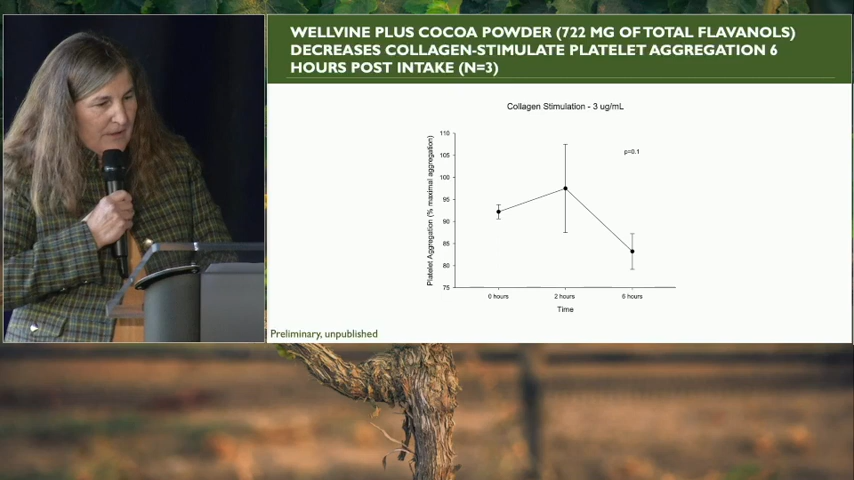 WELLVINE PLUS COCOA POWDER (722 MG OF TOTAL FLAVANOLS)
DECREASES COLLAGEN-STIMULATE PLATELET AGGREGATION 6
HOURS POST INTAKE (N=3)
Collagen Stimulation - 3 ug/mL
Platelet Aggregation (% maximal aggregation)
110
105
100
95
90
85
80
75
p=0.1
0 hours
2 hours
6 hours
Time
Preliminary, unpublished